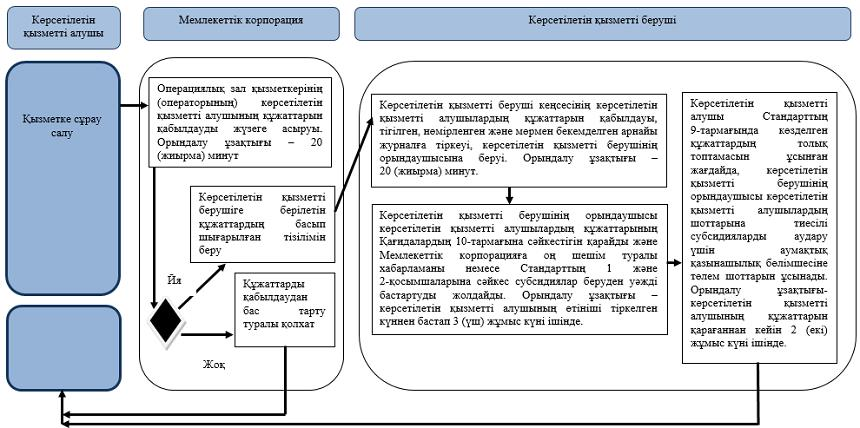 Көрсетілетін
қызметті алушы
Мемлекеттік корпорация
Көрсетілетін қызметті беруші
Қызметке сұрау
салу
Операциялық зал қызметкерінің
(операторының) көрсетілетін
қызметті алушының құжаттарын
қабылдауды жүзеге асыруы.
Орындалу ұзақтығы – 20
(жиырма) минут
Көрсетілетін қызметті
берушіге берілетін
құжаттардың басып
шығарылған тізілімін
беру
Йя
Құжаттарды
қабылдаудан
бас тарту
туралы қолхат
Жоқ
Көрсетілетін қызметті беруші кеңсесінің көрсетілетін
қызметті алушылардың құжаттарын қабылдауы,
тігілген, нөмірленген және мөрмен бекемделген арнайы
журналға тіркеуі, көрсетілетін қызметті берушінің
орындаушысына беруі. Орындалу ұзақтығы –
20 (жиырма) минут.
Көрсетілетін қызметті берушінің орындаушысы
көрсетілетін қызметті алушылардың құжаттарының
Қағидалардың 10-тармағына сәйкестігін қарайды және
Мемлекеттік корпорацияға оң шешім туралы
хабарламаны немесе Стандарттың 1 және
2-қосымшаларына сәйкес субсидиялар беруден уәжді
бастартуды жолдайды. Орындалу ұзақтығы –
көрсетілетін қызметті алушының өтініші тіркелген
күннен бастап 3 (үш) жұмыс күні ішінде.
Көрсетілетін қызметті
алушы Стандарттың
9-тармағында көзделген
құжаттардың толық
топтамасын ұсынған
жағдайда, көрсетілетін
қызметті берушінің
орындаушысы көрсетілетін
қызметті алушылардың
шоттарына тиесілі
субсидияларды аудару
үшін аумақтық
қазынашылық бөлімшесіне
төлем шоттарын ұсынады.
Орындалу ұзақтығы-
көрсетілетін қызметті
алушының құжаттарын
қарағаннан кейін 2 (екі)
жұмыс күні ішінде.